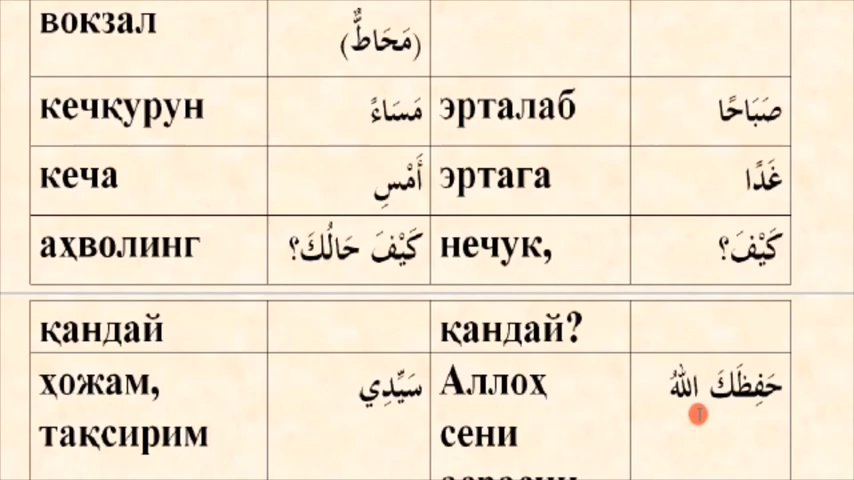 вокзал
(مَحَاطٌّ)
кечқурун مَسَاءً эрталаб صَبَاحًا
кеча أَمْسِ эртага غَدًا
аҳволинг كَيْفَ حَالُكَ؟ нечук, كَيْفَ؟
қандай қандай?
ҳожам, سَيِّدِي Аллоҳ حَفِظَكَ اللهُ
тақсирим сени